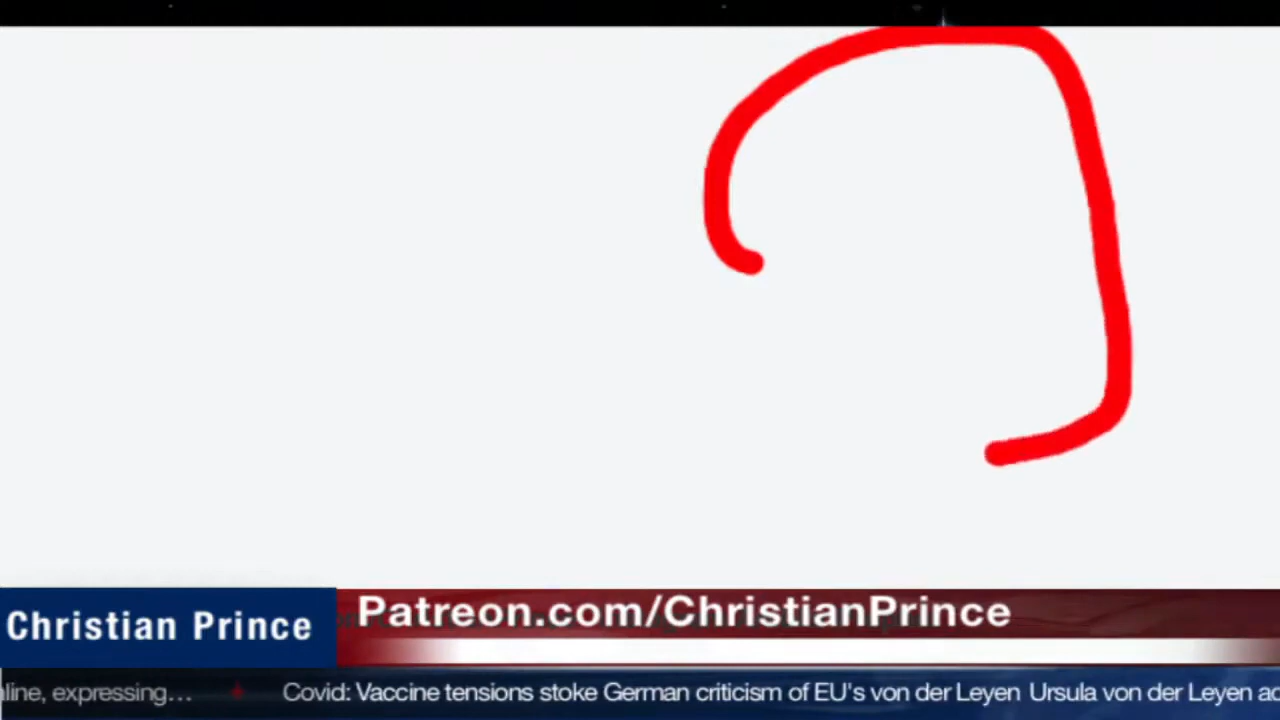 Patreon.com/ChristianPrince
Christian Prince
line, expressing... Covid: Vaccine tensions stoke German criticism of EU's von der Leyen Ursula von der Leyen